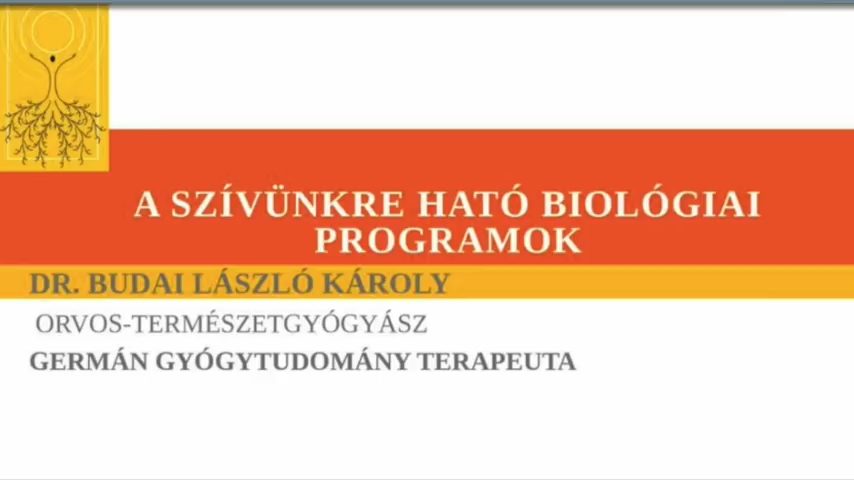 A SZÍVÜNKRE HATÓ BIOLÓGIAI
PROGRAMOK
DR. BUDAI LÁSZLÓ KÁROLY
ORVOS-TERMÉSZETGYÓGYÁSZ
GERMÁN GYÓGYTUDOMÁNY TERAPEUTA